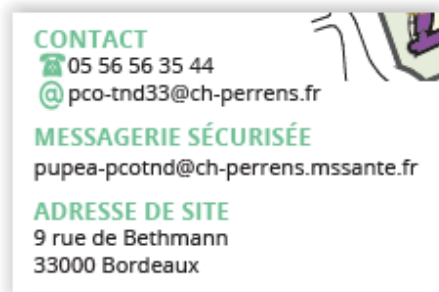 CONTACT
☎05 56 56 35 44
@ pco-tnd33@ch-perrens.fr
MESSAGERIE SÉCURISÉE
pupea-pcotnd@ch-perrens.mssante.fr
ADRESSE DE SITE
9 rue de Bethmann
33000 Bordeaux